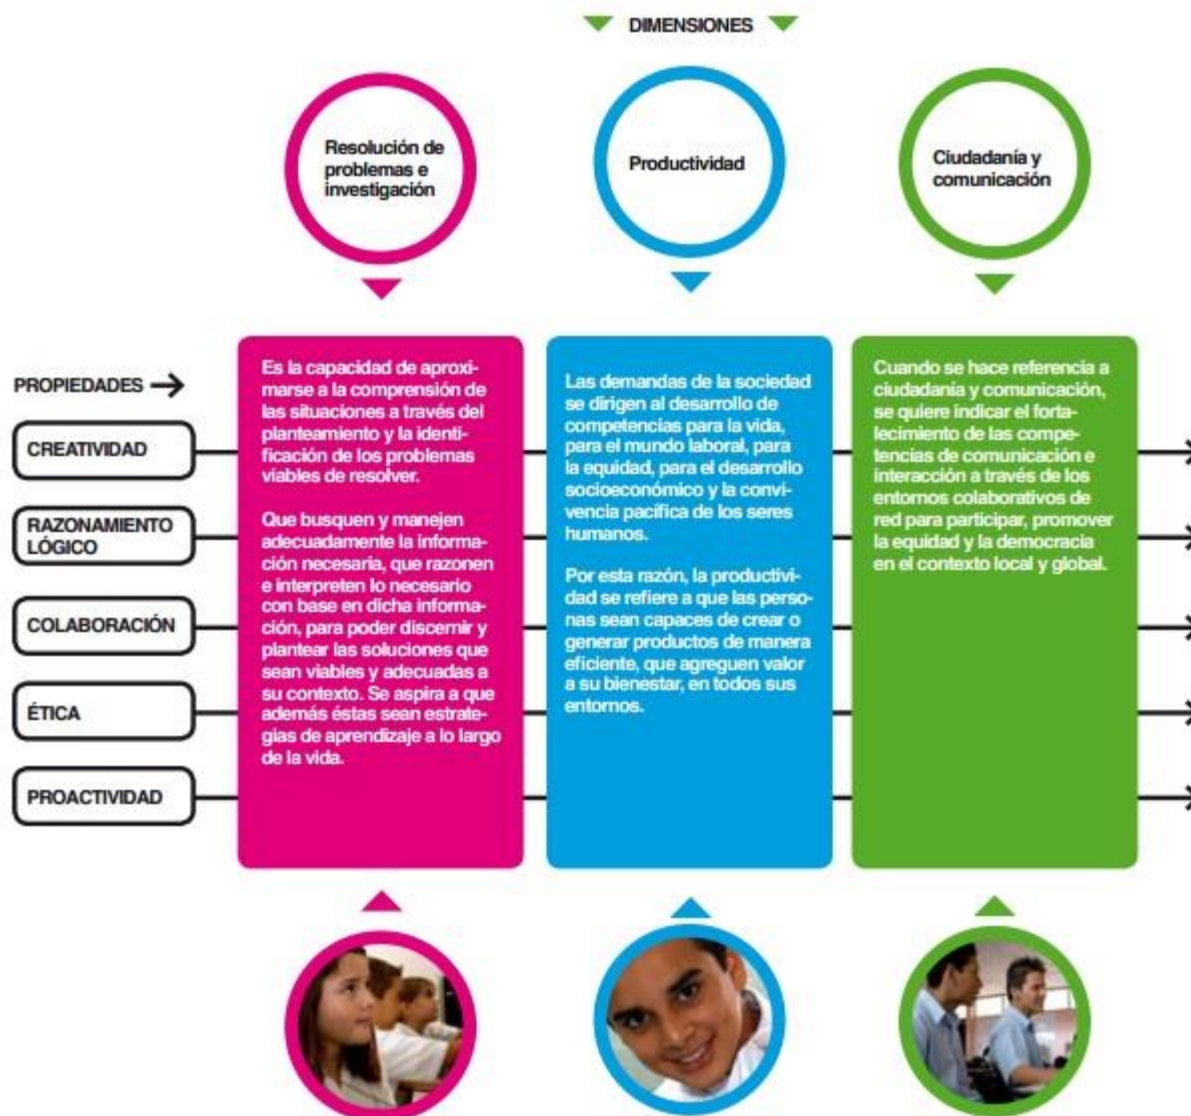 DIMENSIONES
Resolución de
problemas e
investigación
Productividad
Ciudadanía y
comunicación
PROPIEDADES
CREATIVIDAD
RAZONAMIENTO
LÓGICO
COLABORACIÓN
ÉTICA
PROACTIVIDAD
Es la capacidad de aproxi-
marse a la comprensión de
las situaciones a través del
planteamiento y la identi-
ficación de los problemas
viables de resolver.
Que busquen y manejen
adecuadamente la informa-
ción necesaria, que razonen
e interpreten lo necesario
con base en dicha informa-
ción, para poder discernir y
plantear las soluciones que
sean viables y adecuadas a
su contexto. Se aspira a que
además éstas sean estrate-
gias de aprendizaje a lo largo
de la vida.
Las demandas de la sociedad
se dirigen al desarrollo de
competencias para la vida,
para el mundo laboral, para
la equidad, para el desarrollo
socioeconómico y la convi-
vencia pacífica de los seres
humanos.
Por esta razón, la productivi-
dad se refiere a que las perso-
nas sean capaces de crear o
generar productos de manera
eficiente, que agreguen valor
a su bienestar, en todos sus
entornos.
Cuando se hace referencia a
ciudadanía y comunicación,
se quiere indicar el forta-
lecimiento de las compe-
tencias de comunicación e
interacción a través de los
entornos colaborativos de
red para participar, promover
la equidad y la democracia
en el contexto local y global.